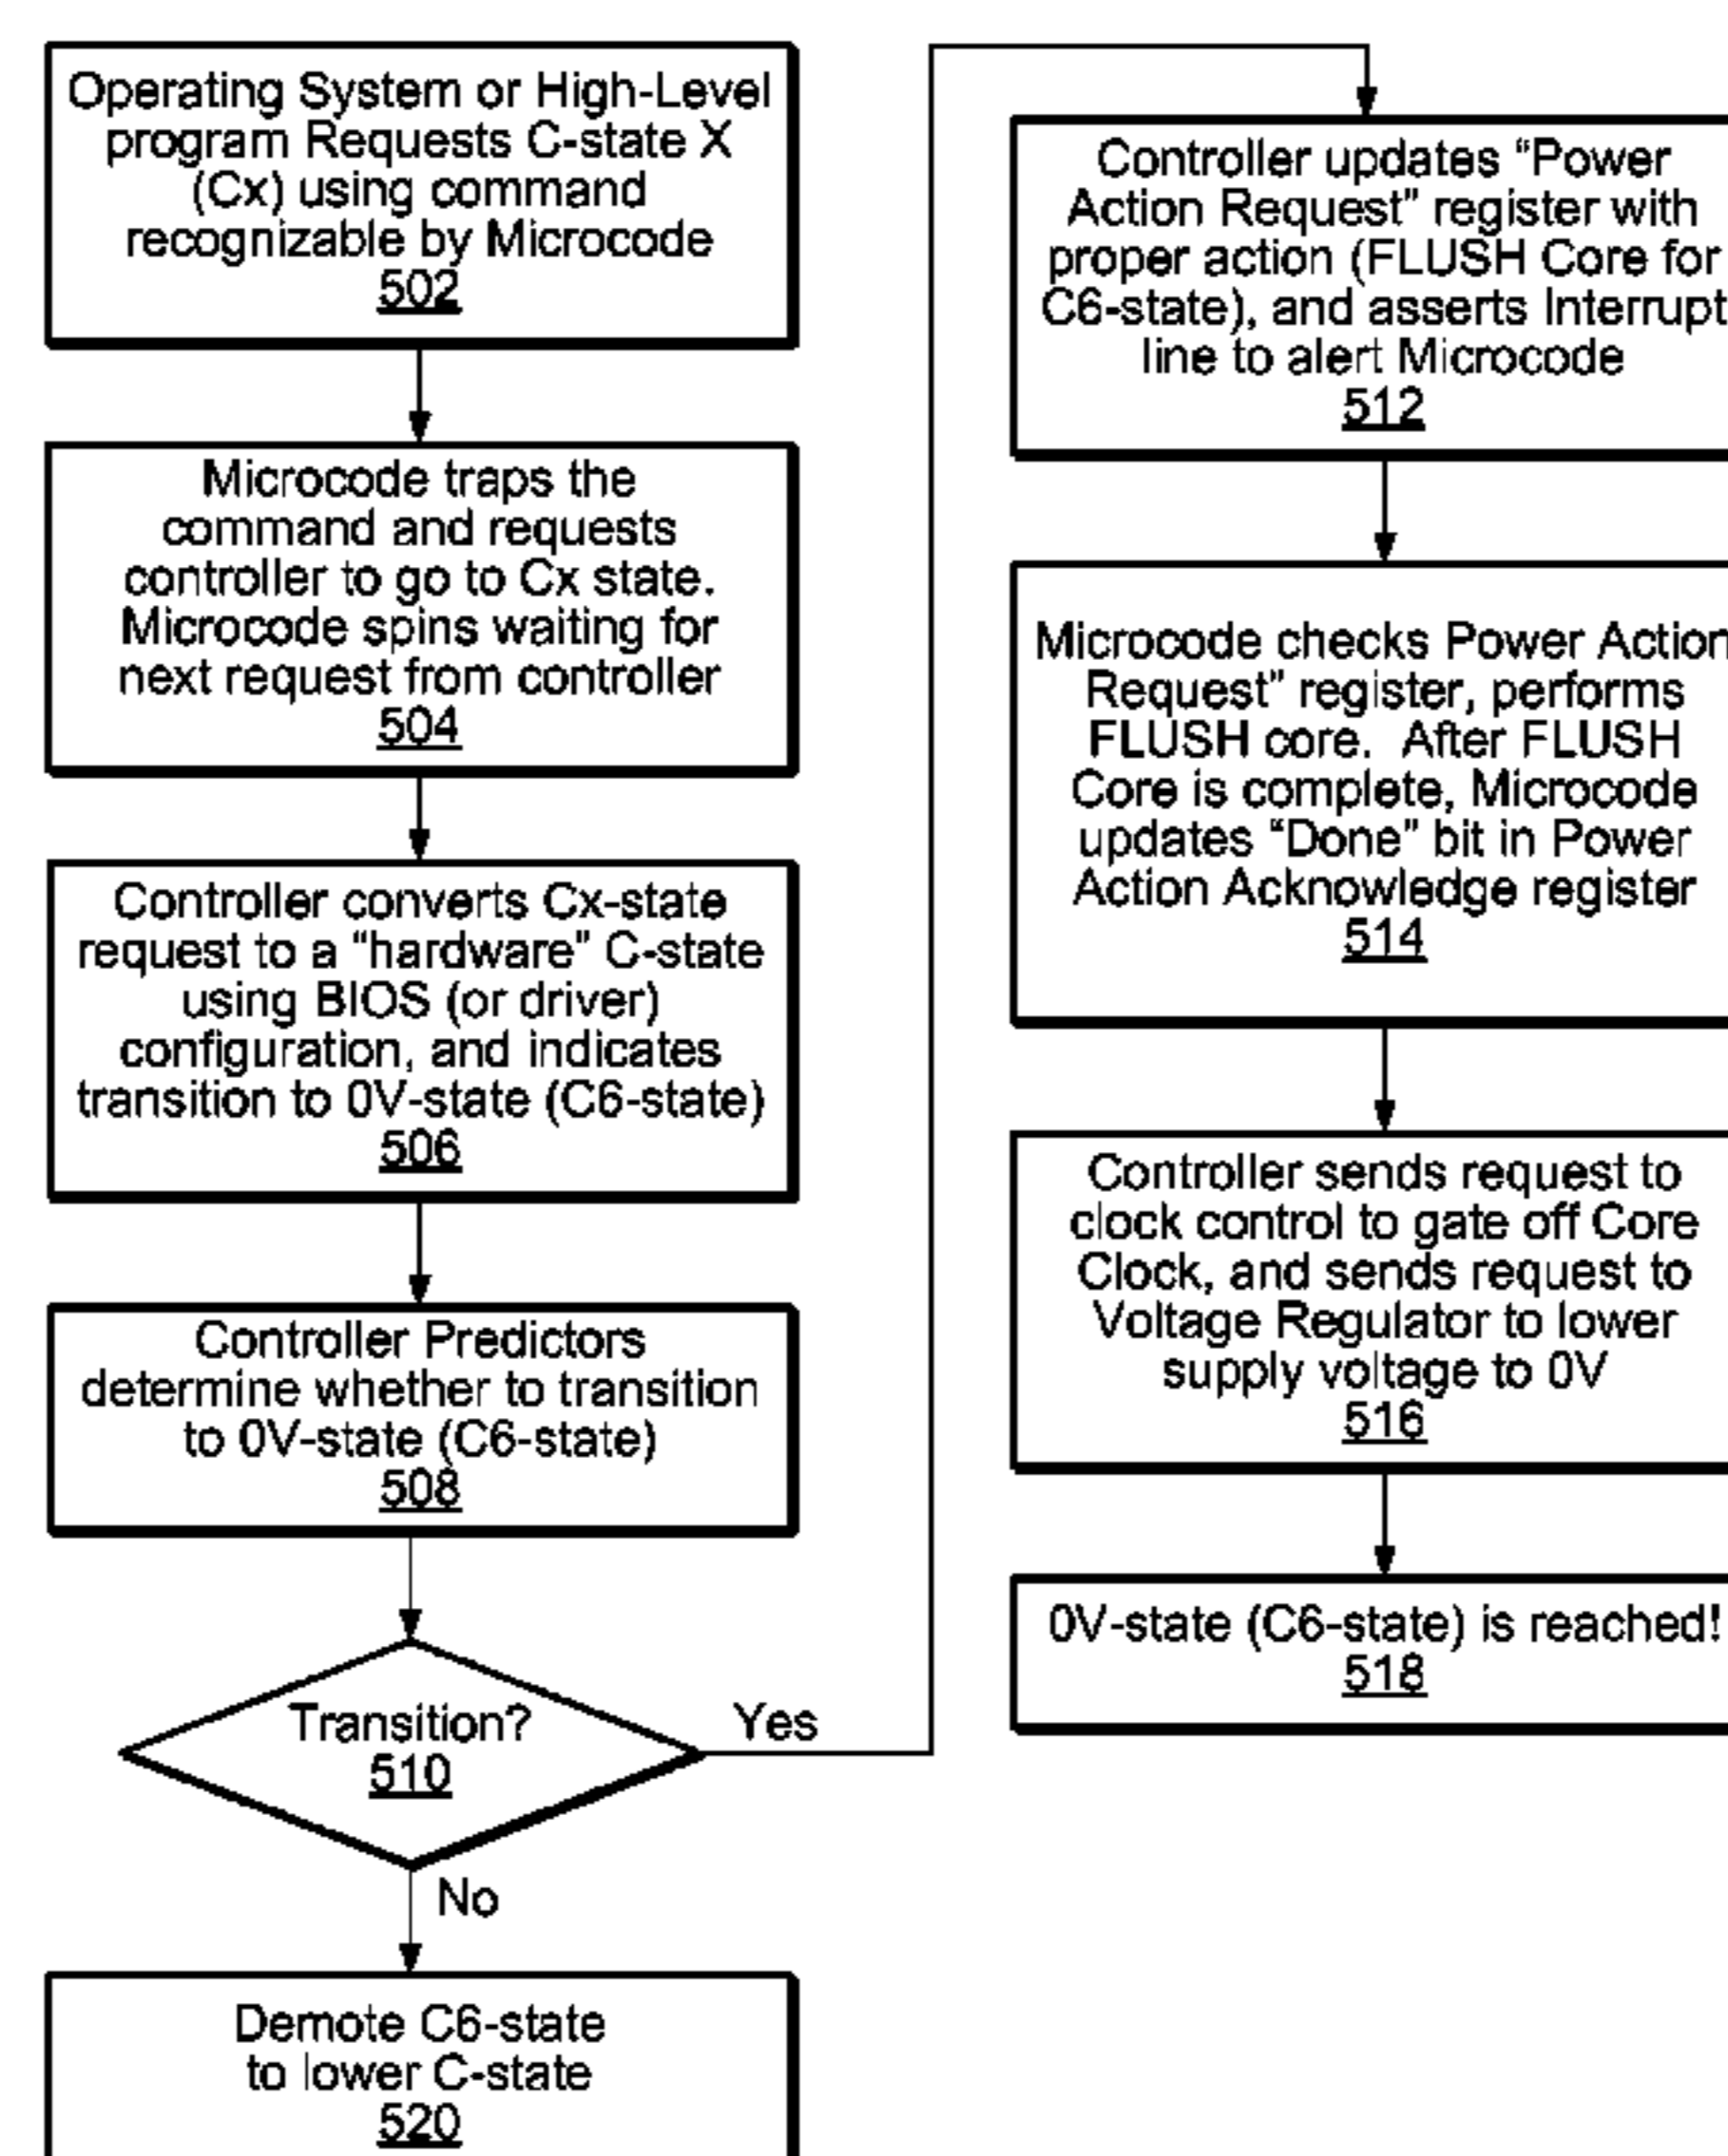 Operating System or High-Level
program Requests C-state X
(Cx) using command
recognizable by Microcode
502
Microcode traps the
command and requests
controller to go to Cx state.
Microcode spins waiting for
next request from controller
504
Controller converts Cx-state
request to a “hardware” C-state
using BIOS (or driver)
configuration, and indicates
transition to 0V-state (C6-state)
506
Controller Predictors
determine whether to transition
to 0V-state (C6-state)
508
Transition?
510
Yes
No
Demote C6-state
to lower C-state
520
Controller updates “Power
Action Request” register with
proper action (FLUSH Core for
C6-state), and asserts Interrupt
line to alert Microcode
512
Microcode checks Power Action
Request” register, performs
FLUSH core. After FLUSH
Core is complete, Microcode
updates “Done” bit in Power
Action Acknowledge register
514
Controller sends request to
clock control to gate off Core
Clock, and sends request to
Voltage Regulator to lower
supply voltage to 0V
516
0V-state (C6-state) is reached!
518